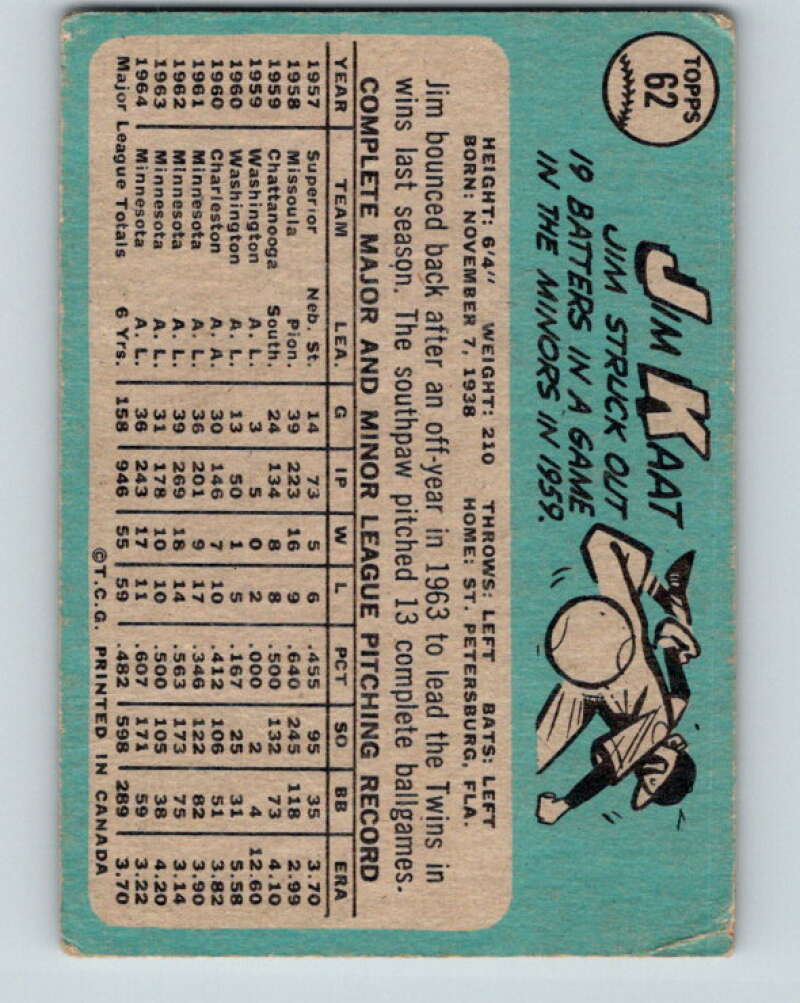 TOPPS
62
JIM KAAT
JIM STRUCK OUT
19 BATTERS IN A GAME
IN THE MINORS IN 1959.
HEIGHT: 6'4" WEIGHT: 210 THROWS: LEFT BATS: LEFT
BORN: NOVEMBER 7, 1938 HOME: ST. PETERSBURG, FLA.
Jim bounced back after an off-year in 1963 to lead the Twins in
wins last season. The southpaw pitched 13 complete ballgames.
COMPLETE MAJOR AND MINOR LEAGUE PITCHING RECORD
YEAR TEAM LEA. G IP W L PCT SO BB ERA
1957 Superior Neb. St. 14 73 5 6 .455 95 35 3.70
1958 Missoula Pion. 39 223 16 9 .640 245 118 2.99
1959 Chattanooga South. 24 134 8 8 .500 132 73 4.10
1959 Washington A. L. 3 5 0 2 .000 2 4 12.60
1960 Washington A. L. 13 50 1 5 .167 25 31 5.58
1960 Charleston A. A. 30 146 7 10 .412 106 51 3.82
1961 Minnesota A. L. 36 201 9 17 .346 122 82 3.90
1962 Minnesota A. L. 39 269 18 14 .563 173 75 3.14
1963 Minnesota A. L. 31 178 10 10 .500 105 38 4.20
1964 Minnesota A. L. 36 243 17 11 .607 171 59 3.22
Major League Totals 6 Yrs. 158 946 55 59 .482 598 289 3.70
©T.C.G. PRINTED IN CANADA